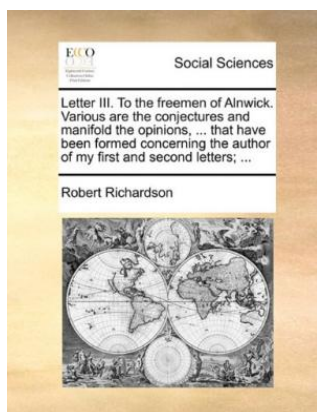 ECCO
Social Sciences
Letter III. To the freemen of Alnwick.
Various are the conjectures and
manifold the opinions, ... that have
been formed concerning the author
of my first and second letters; ...
Robert Richardson